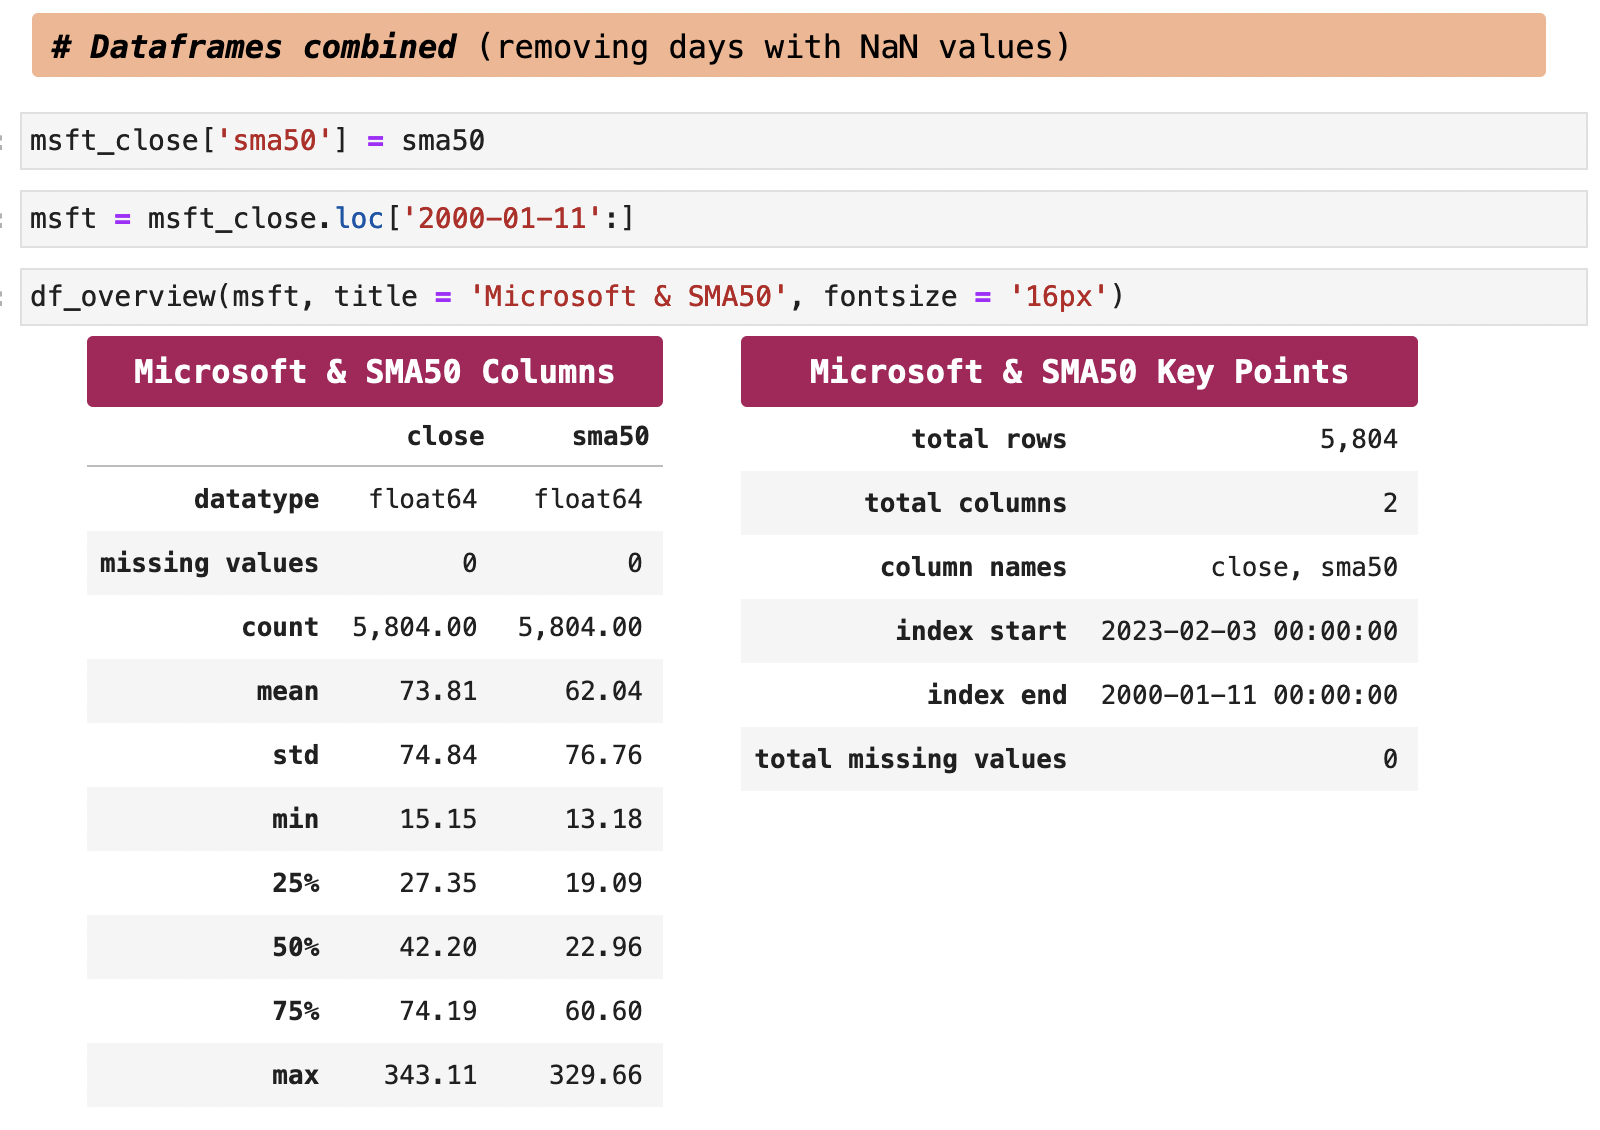 # Dataframes combined (removing days with NaN values)
msft_close['sma50'] = sma50
msft = msft_close.loc['2000-01-11':]
df_overview(msft, title = 'Microsoft & SMA50', fontsize = '16px')
Microsoft & SMA50 Columns
close sma50
datatype float64 float64
missing values 0 0
count 5,804.00 5,804.00
mean 73.81 62.04
std 74.84 76.76
min 15.15 13.18
25% 27.35 19.09
50% 42.20 22.96
75% 74.19 60.60
max 343.11 329.66
Microsoft & SMA50 Key Points
total rows 5,804
total columns 2
column names close, sma50
index start 2023-02-03 00:00:00
index end 2000-01-11 00:00:00
total missing values 0